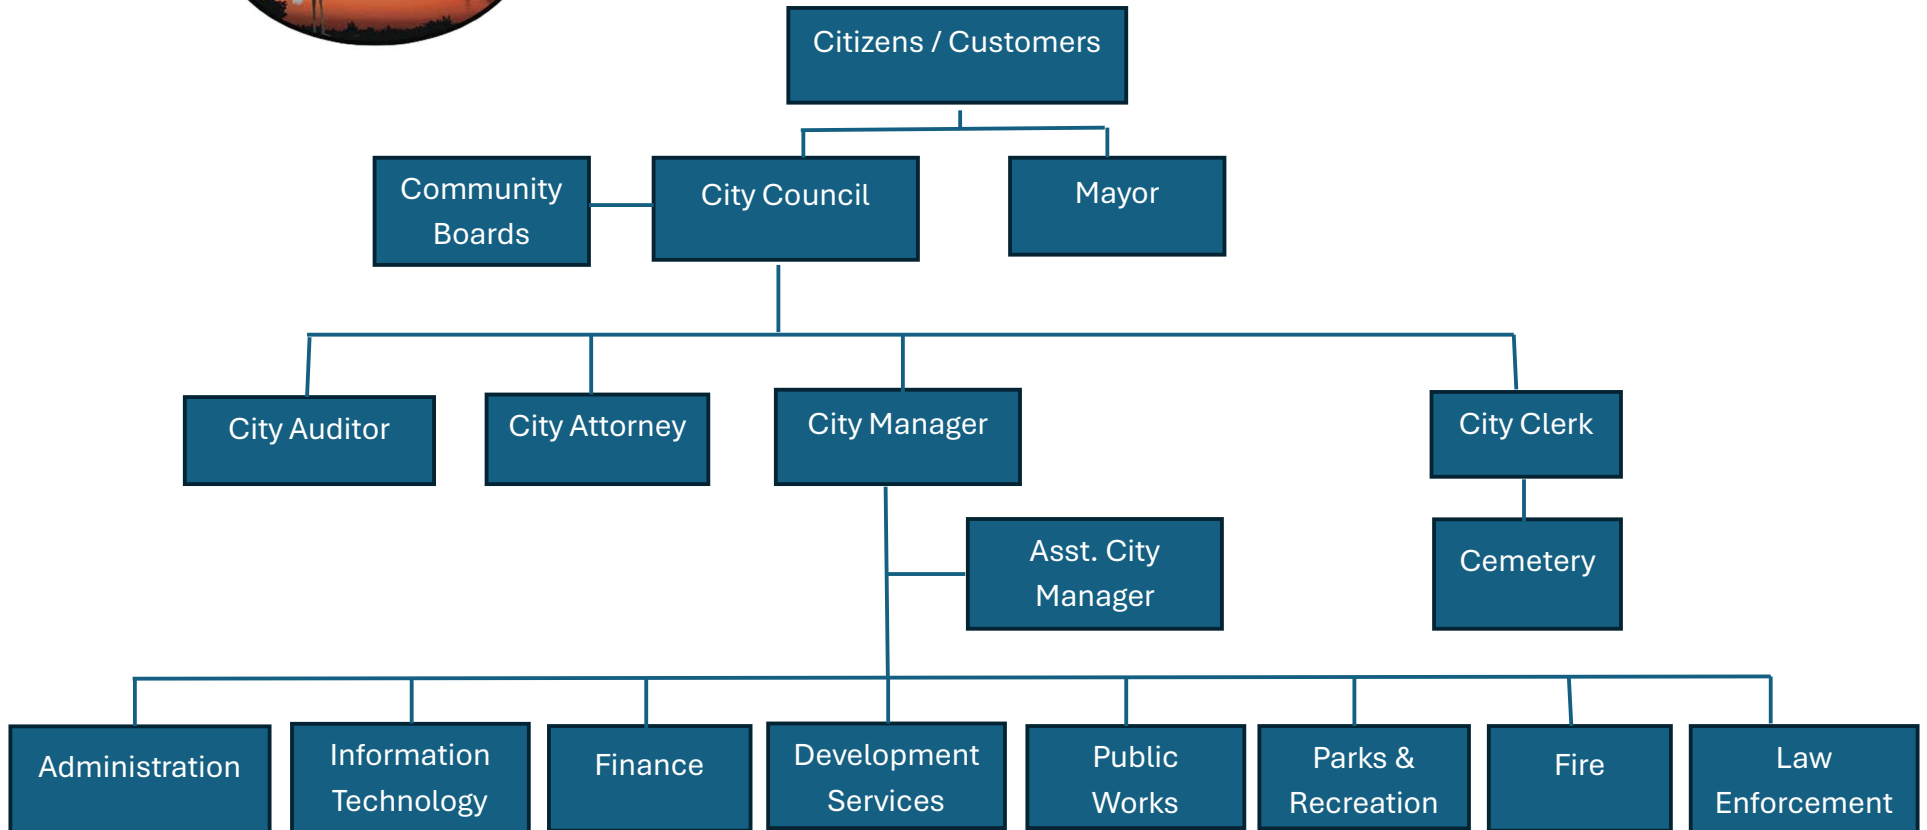 Citizens / Customers
Community
Boards
City Council
Mayor
City Auditor
City Attorney
City Manager
City Clerk
Asst. City
Manager
Cemetery
Administration
Information
Technology
Finance
Development
Services
Public
Works
Parks &
Recreation
Fire
Law
Enforcement